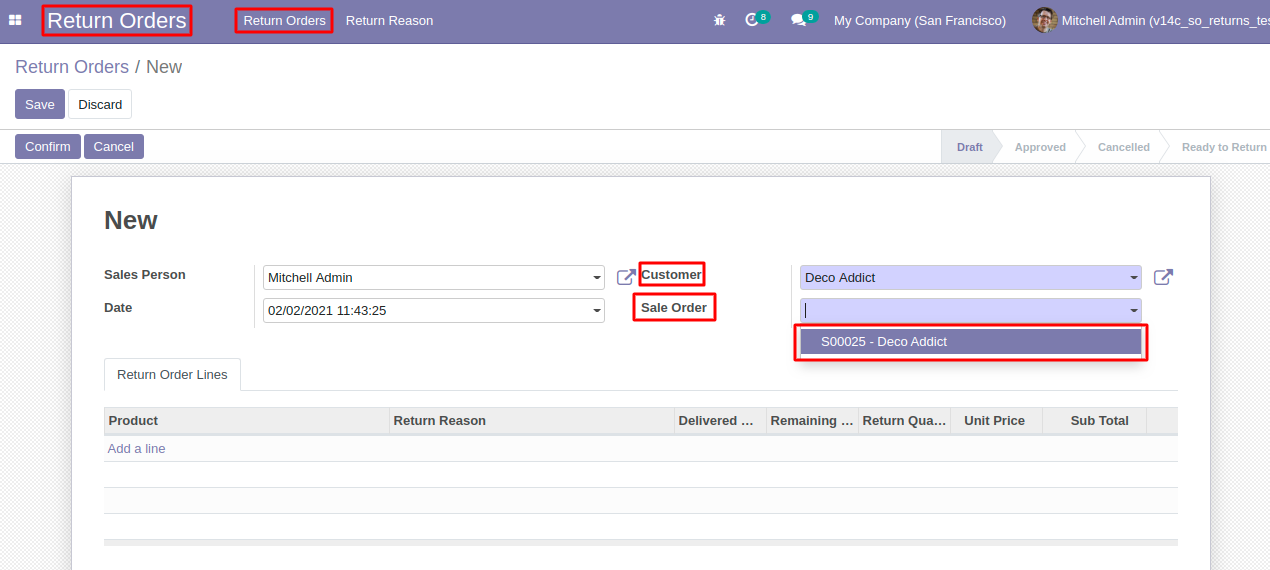 Return Orders Return Orders Return Reason 8 9 My Company (San Francisco) Mitchell Admin (v14c_so_returns_tes
Return Orders / New
Save Discard
Confirm Cancel Draft Approved Cancelled Ready to Return
New
Sales Person Mitchell Admin Customer Deco Addict
Date 02/02/2021 11:43:25 Sale Order
S00025 - Deco Addict
Return Order Lines
Product Return Reason Delivered ... Remaining ... Return Qua... Unit Price Sub Total
Add a line